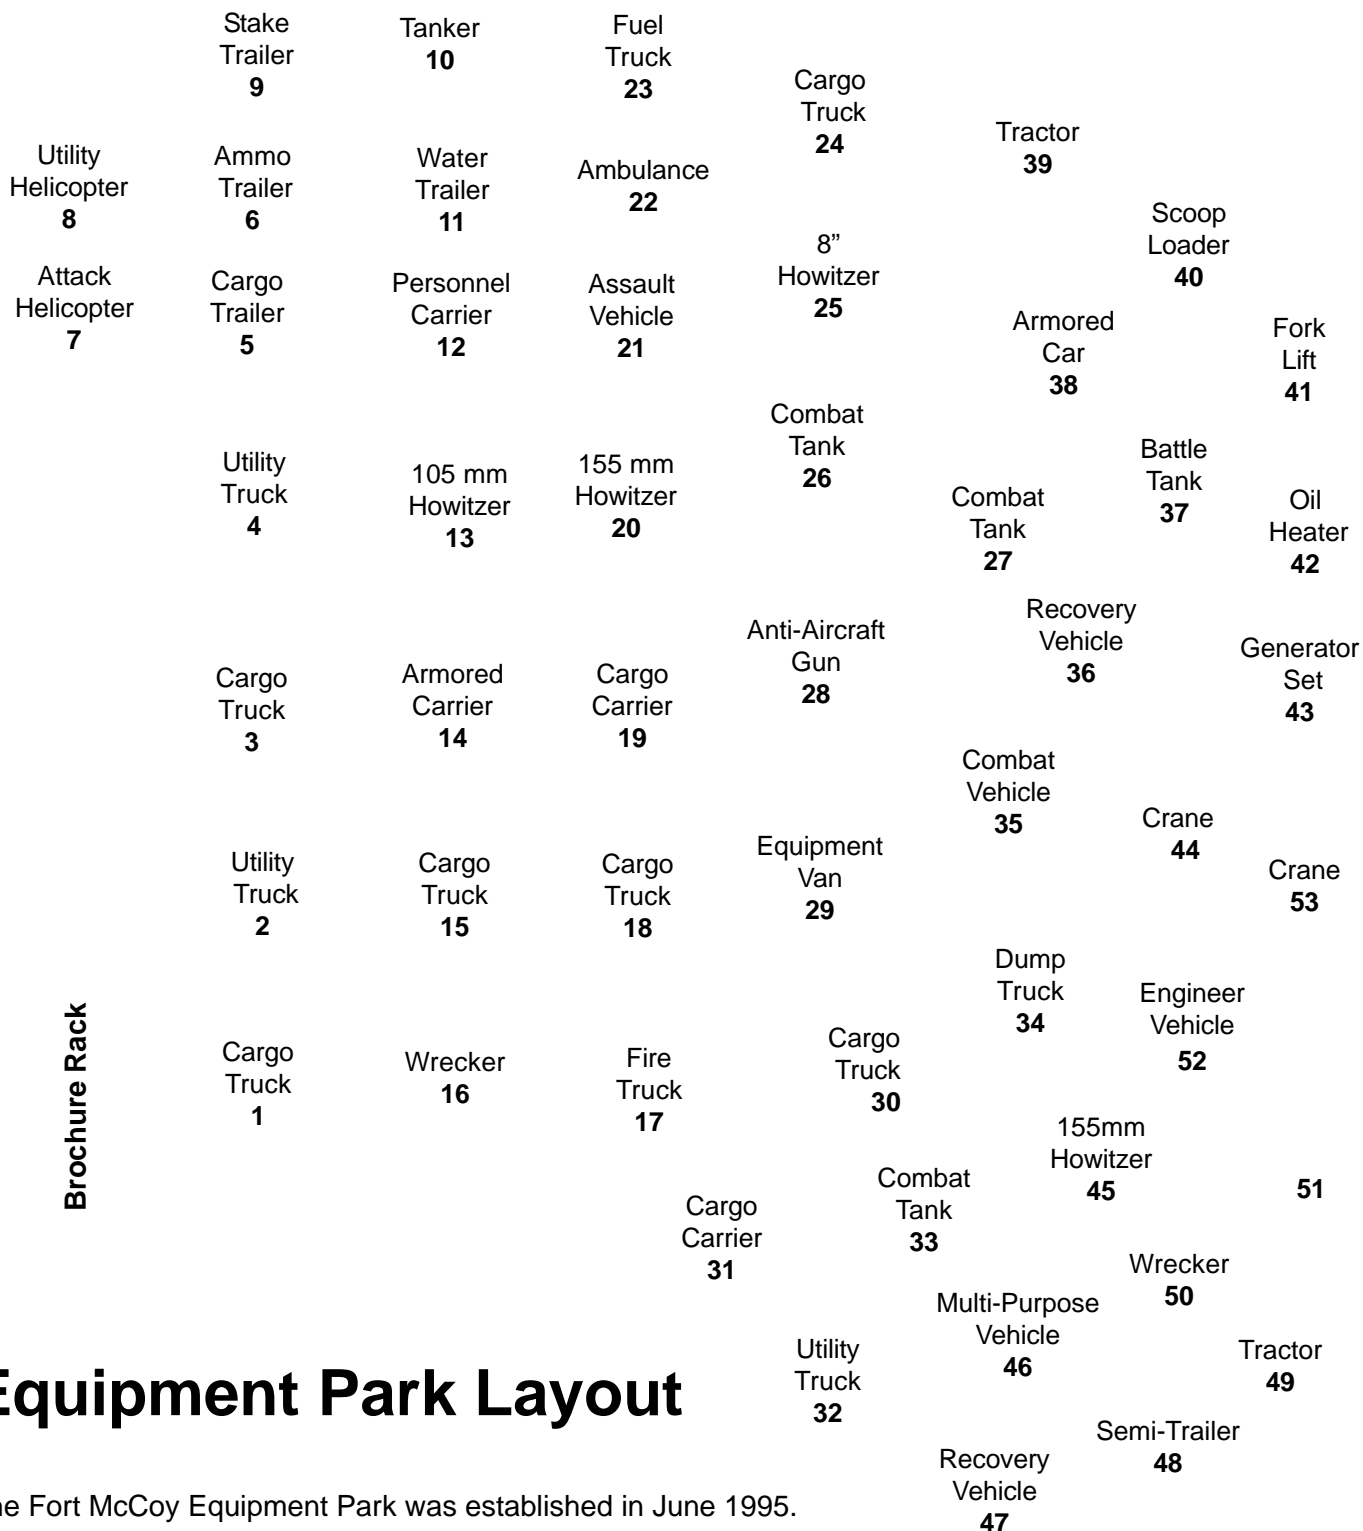 Stake
Trailer
9
Tanker
10
Fuel
Truck
23
Cargo
Truck
24
Tractor
39
Utility
Helicopter
8
Ammo
Trailer
6
Water
Trailer
11
Ambulance
22
Scoop
Loader
40
8”
Howitzer
25
Attack
Helicopter
7
Cargo
Trailer
5
Personnel
Carrier
12
Assault
Vehicle
21
Armored
Car
38
Fork
Lift
41
Combat
Tank
26
Utility
Truck
4
105 mm
Howitzer
13
155 mm
Howitzer
20
Combat
Tank
27
Battle
Tank
37
Oil
Heater
42
Recovery
Vehicle
36
Anti-Aircraft
Gun
28
Generator
Set
43
Cargo
Truck
3
Armored
Carrier
14
Cargo
Carrier
19
Combat
Vehicle
35
Crane
44
Crane
53
Utility
Truck
2
Cargo
Truck
15
Cargo
Truck
18
Equipment
Van
29
Dump
Truck
34
Engineer
Vehicle
52
Brochure Rack
Cargo
Truck
1
Wrecker
16
Fire
Truck
17
Cargo
Truck
30
155mm
Howitzer
45
51
Cargo
Carrier
31
Combat
Tank
33
Wrecker
50
Multi-Purpose
Vehicle
46
Utility
Truck
32
Tractor
49
Equipment Park Layout
Semi-Trailer
48
Recovery
Vehicle
47
he Fort McCoy Equipment Park was established in June 1995.